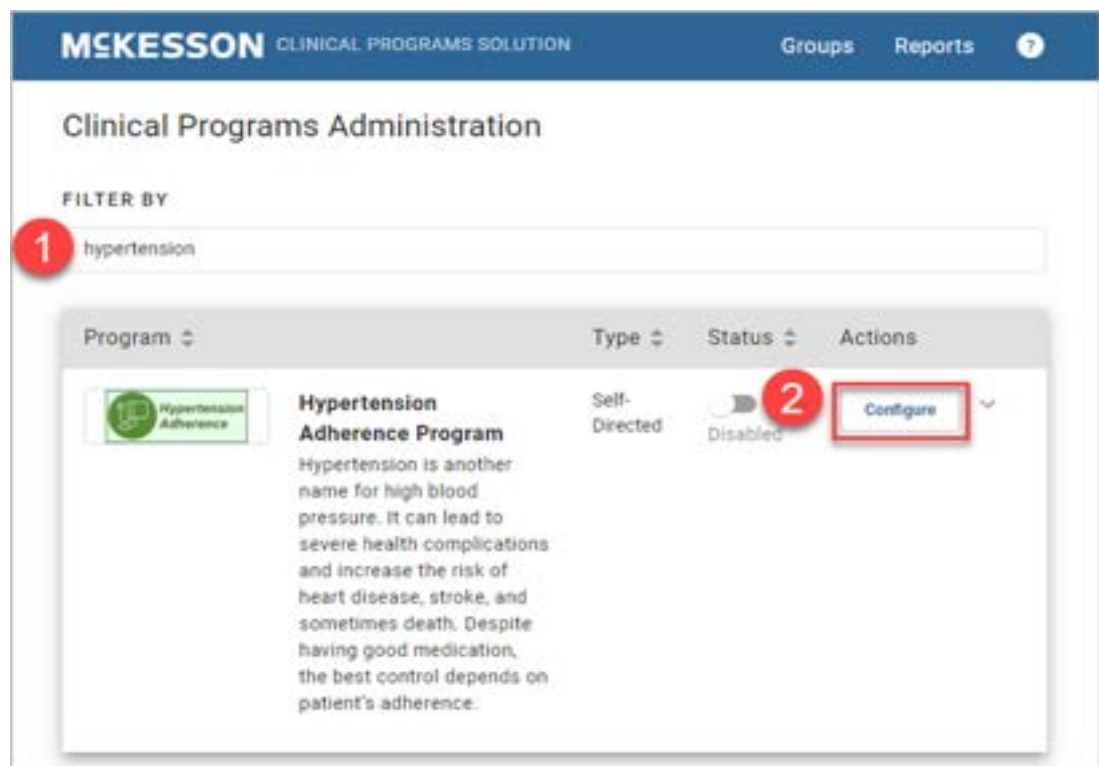 MCKESSON CLINICAL PROGRAMS SOLUTION Groups Reports ?
Clinical Programs Administration
FILTER BY
1 hypertension
Program Type Status Actions
Hypertension
Adherence
Hypertension
Adherence Program
Hypertension is another
name for high blood
pressure. It can lead to
severe health complications
and increase the risk of
heart disease, stroke, and
sometimes death. Despite
having good medication,
the best control depends on
patient's adherence.
Self-
Directed
Disabled
2
Configure